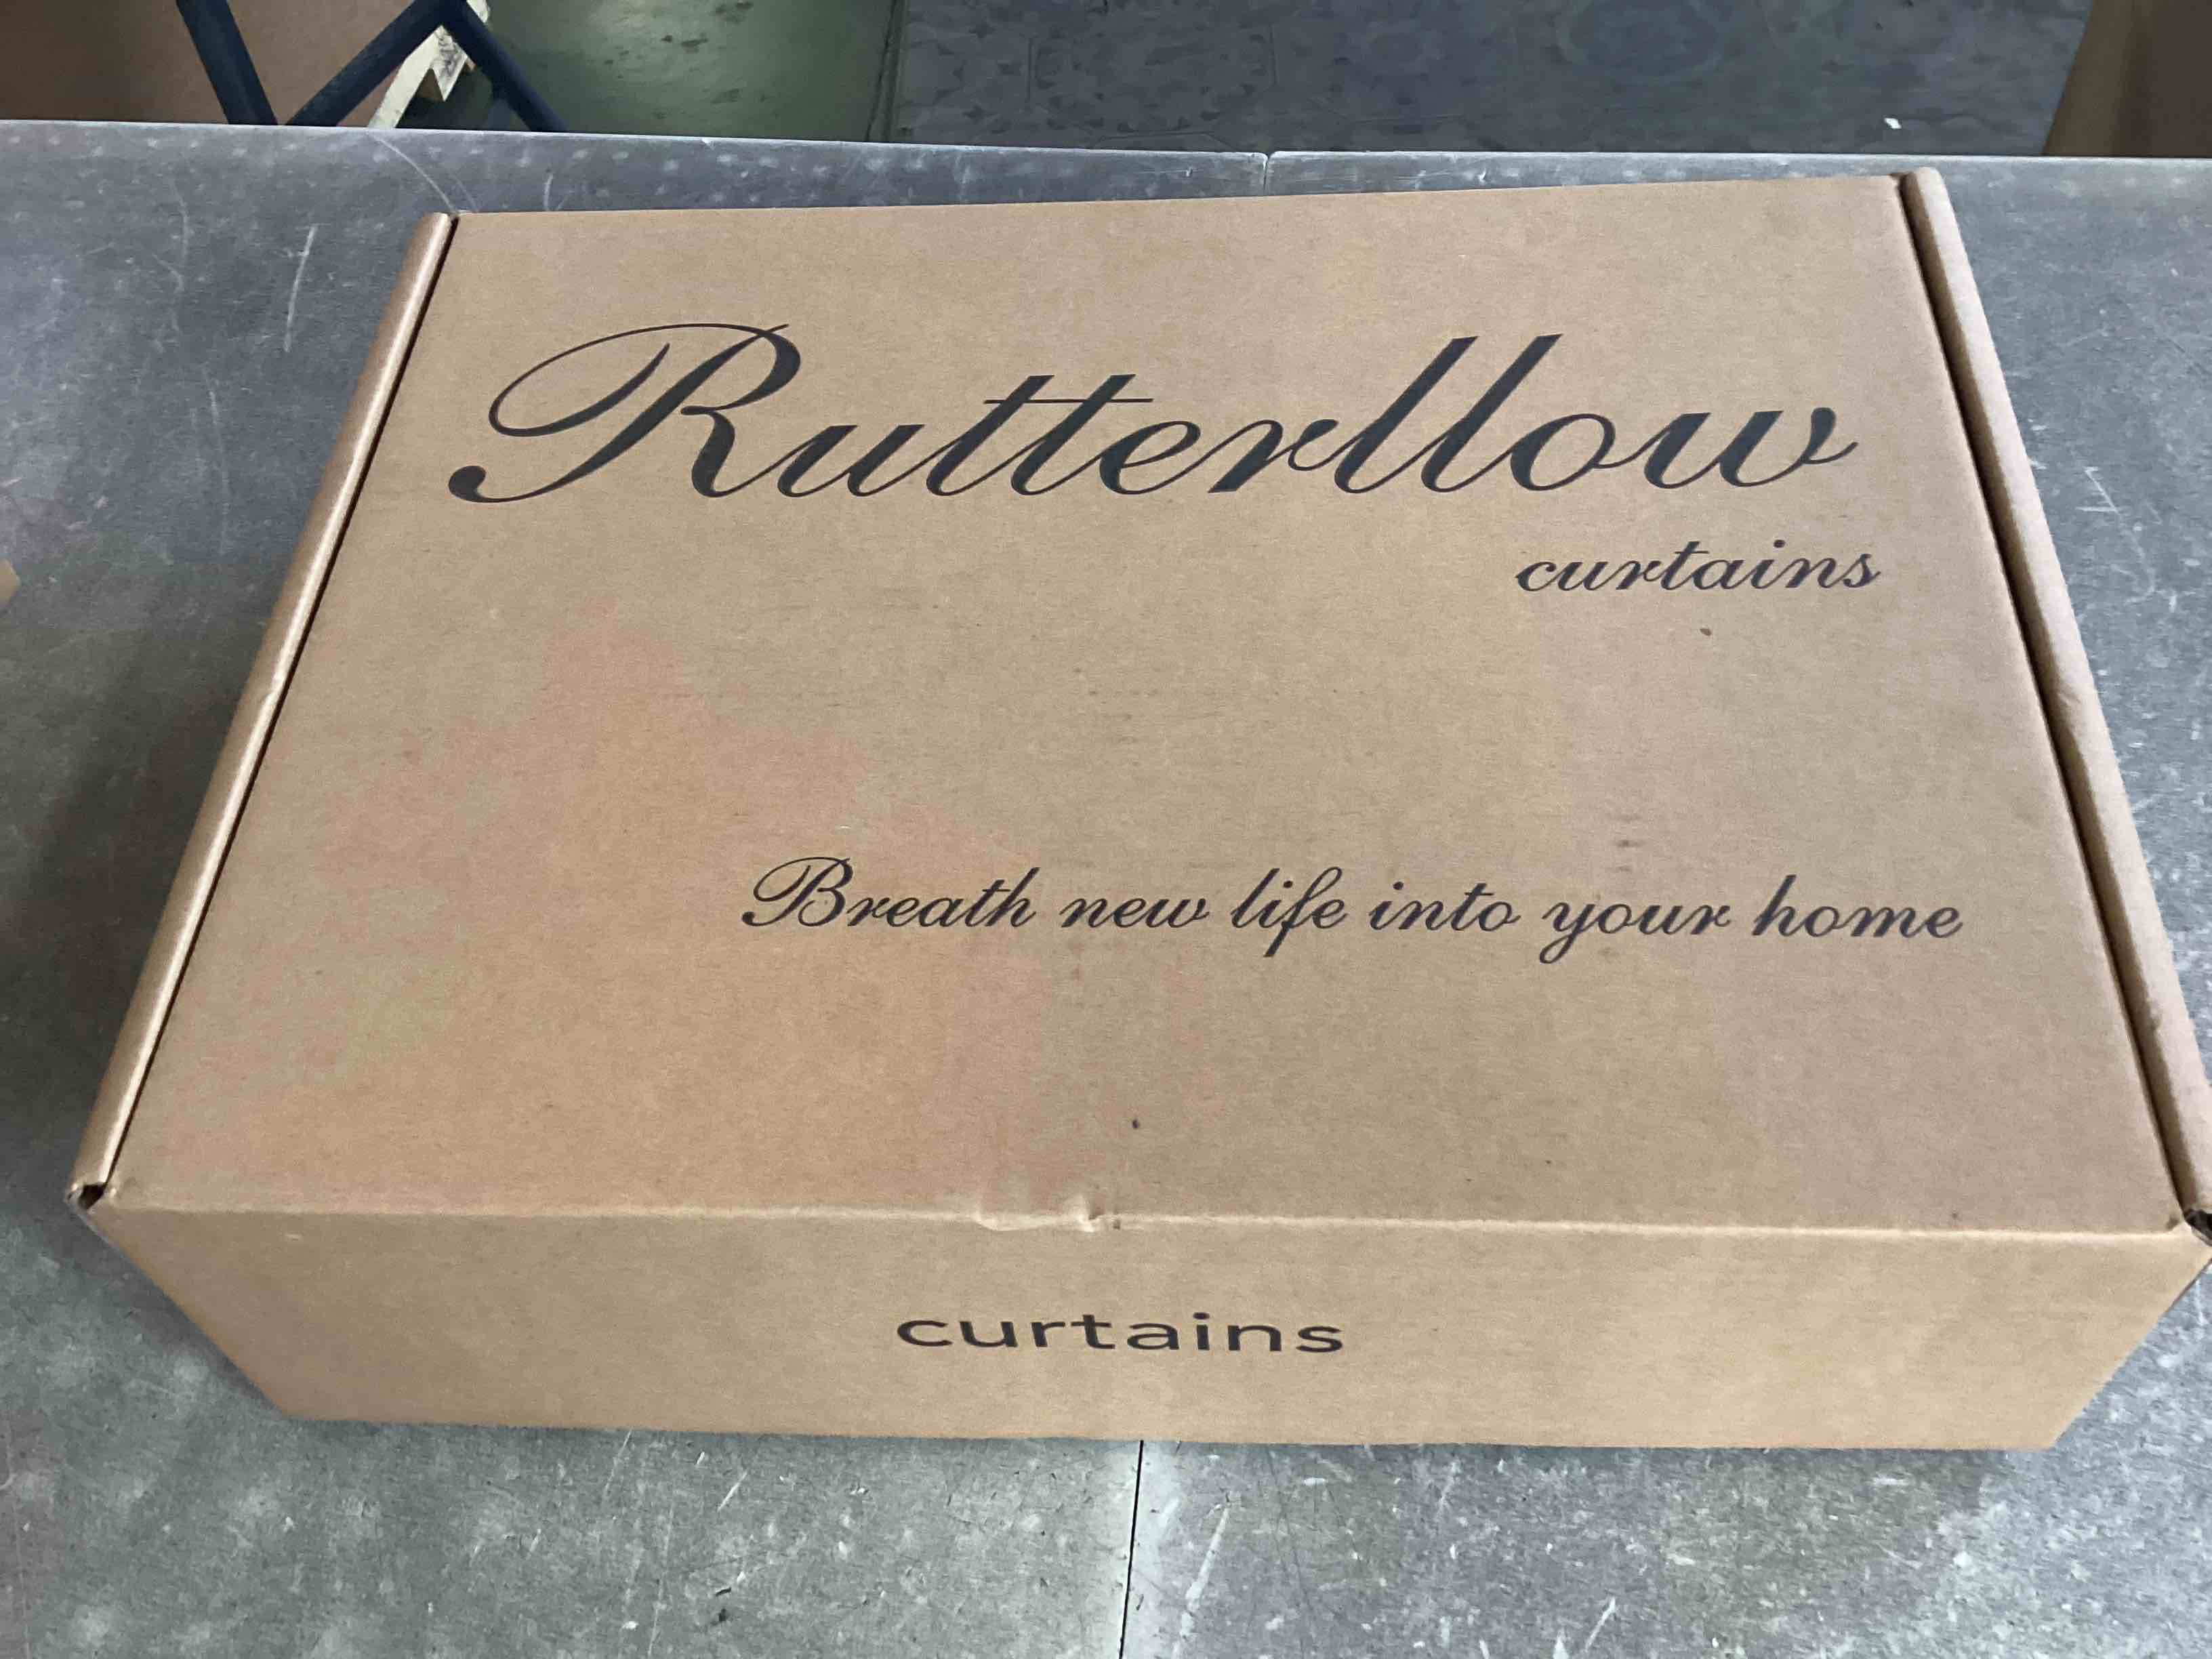 Rutterllow
curtains
Breath new life into your home
curtains